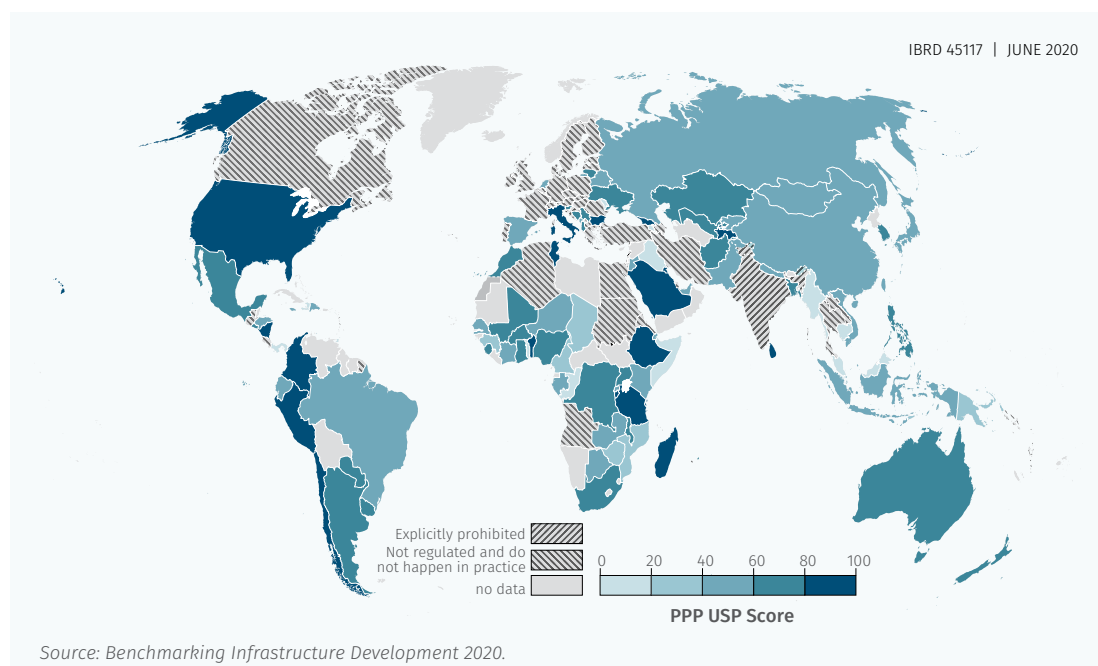 IBRD 45117 | JUNE 2020
Explicitly prohibited
Not regulated and do
not happen in practice
no data
0 20 40 60 80 100
PPP USP Score
Source: Benchmarking Infrastructure Development 2020.